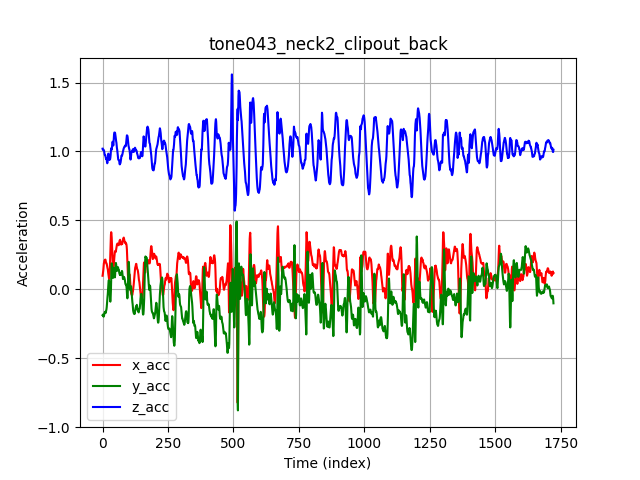 tone043_neck2_clipout_back
Acceleration
1.5
1.0
0.5
0.0
−0.5
−1.0
x_acc
y_acc
z_acc
0 250 500 750 1000 1250 1500 1750
Time (index)